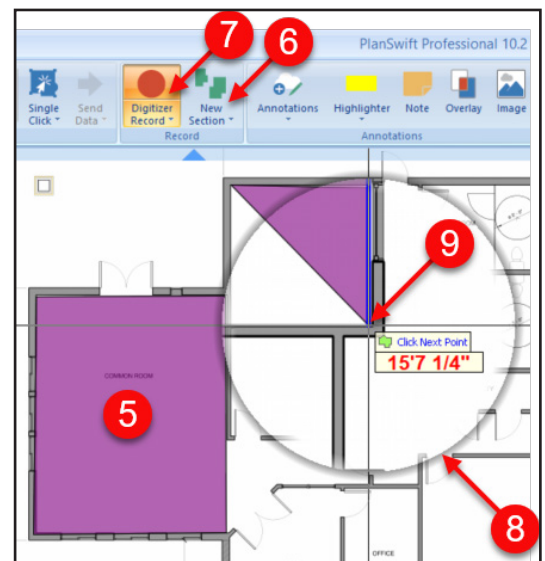 7
6
PlanSwift Professional 10.2
Single
Click
Send
Data
Digitizer
Record
New
Section
Annotations
Highlighter
Note
Overlay
Image
Record
Annotations
9
Click Next Point
15'7 1/4"
COMMON ROOM
5
8
OFFICE